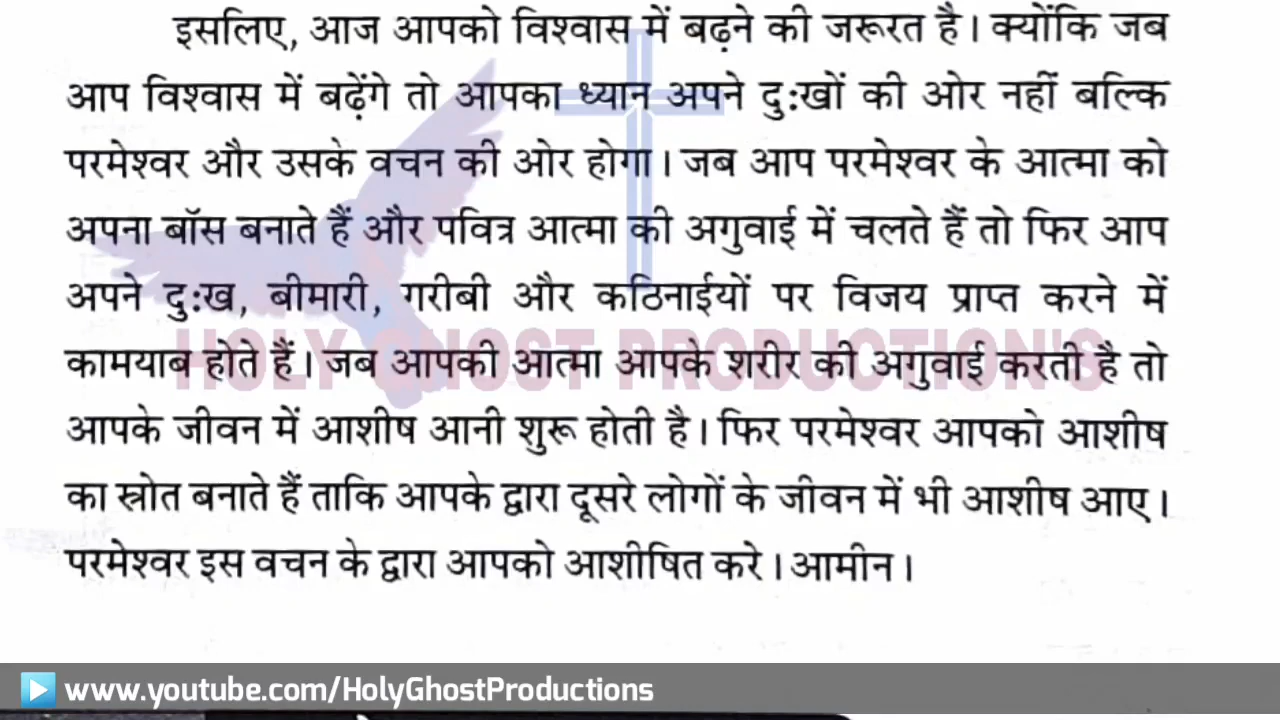 इसलिए, आज आपको विश्वास में बढ़ने की जरूरत है। क्योंकि जब
आप विश्वास में बढ़ेंगे तो आपका ध्यान अपने दुःखों की ओर नहीं बल्कि
परमेश्वर और उसके वचन की ओर होगा। जब आप परमेश्वर के आत्मा को
अपना बॉस बनाते हैं और पवित्र आत्मा की अगुवाई में चलते हैं तो फिर आप
अपने दुःख, बीमारी, गरीबी और कठिनाईयों पर विजय प्राप्त करने में
HOLY GHOST PRODUCTION'S
कामयाब होते हैं। जब आपकी आत्मा आपके शरीर की अगुवाई करती है तो
आपके जीवन में आशीष आनी शुरू होती है। फिर परमेश्वर आपको आशीष
का स्त्रोत बनाते हैं ताकि आपके द्वारा दूसरे लोगों के जीवन में भी आशीष आए।
परमेश्वर इस वचन के द्वारा आपको आशीषित करे। आमीन।
www.youtube.com/HolyGhostProductions